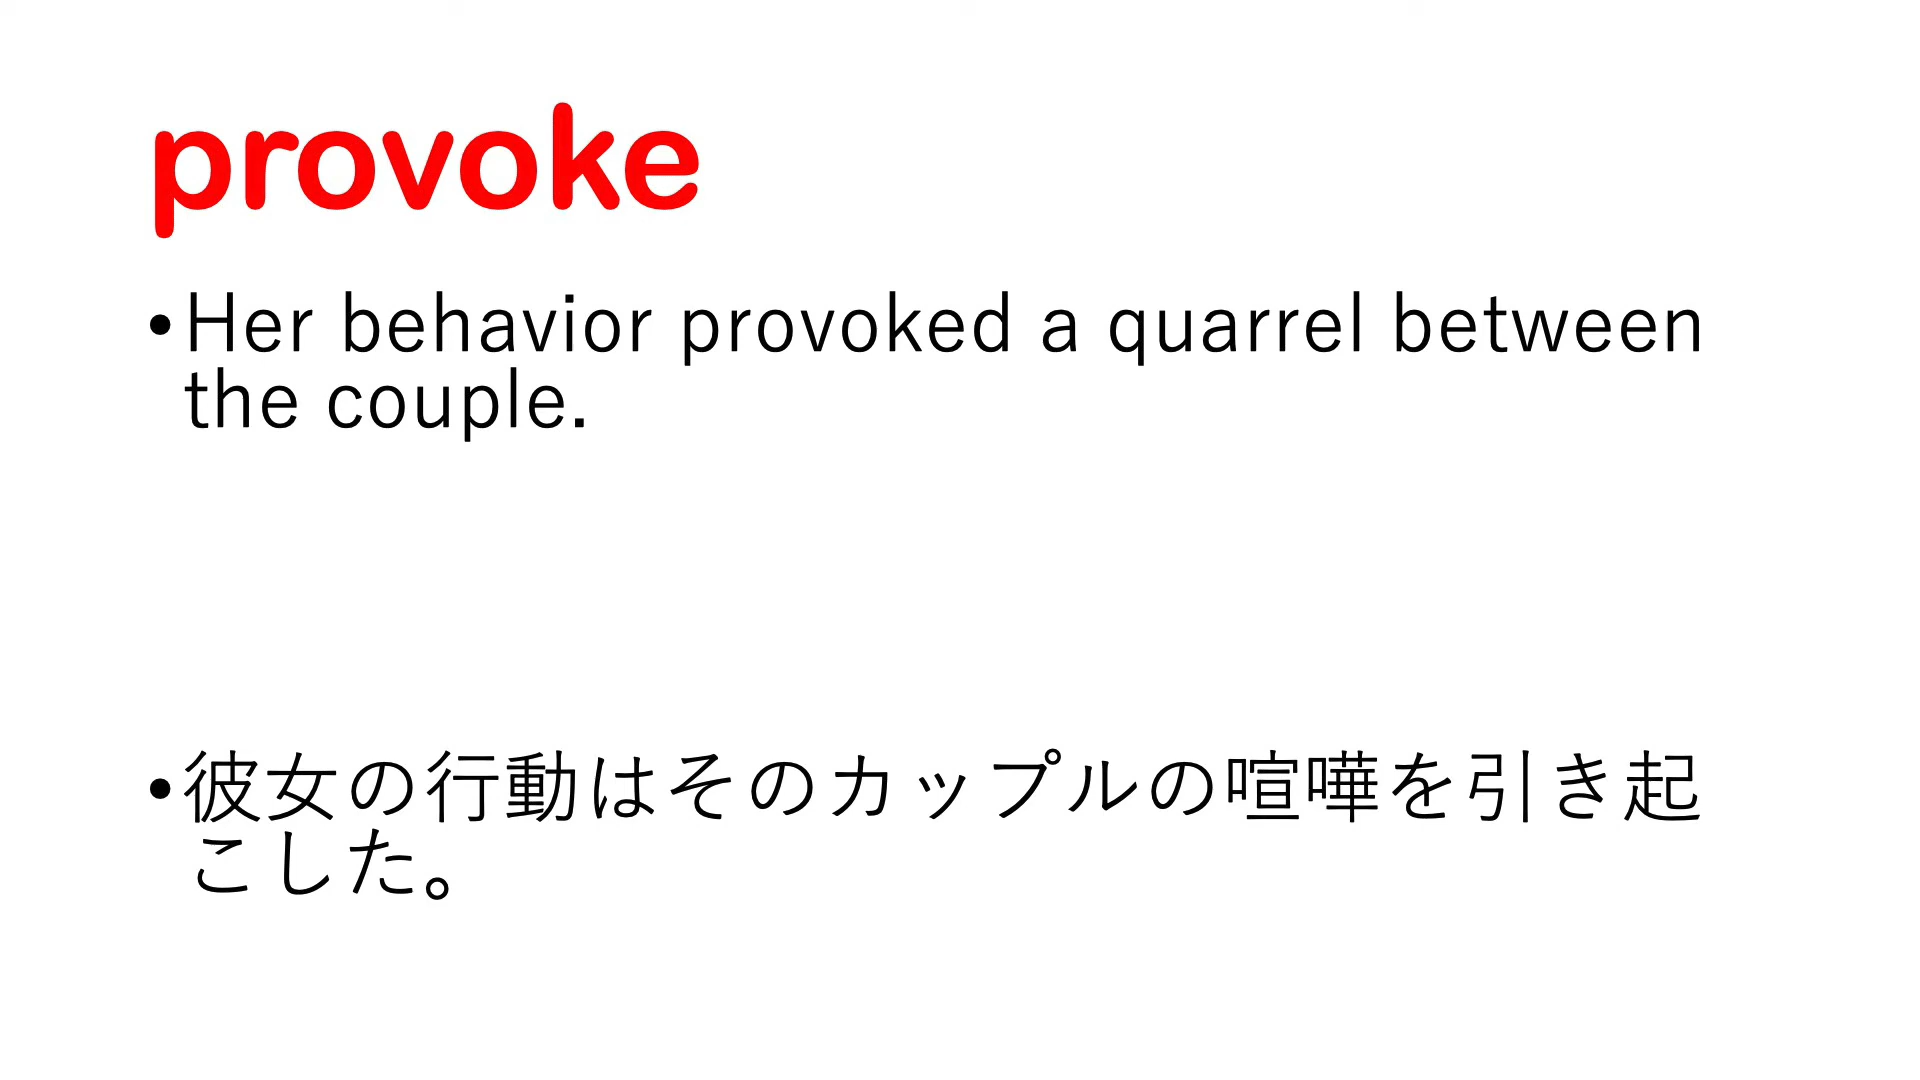 provoke
•Her behavior provoked a quarrel between
the couple.
•彼女の行動はそのカップルの喧嘩を引き起
こした。